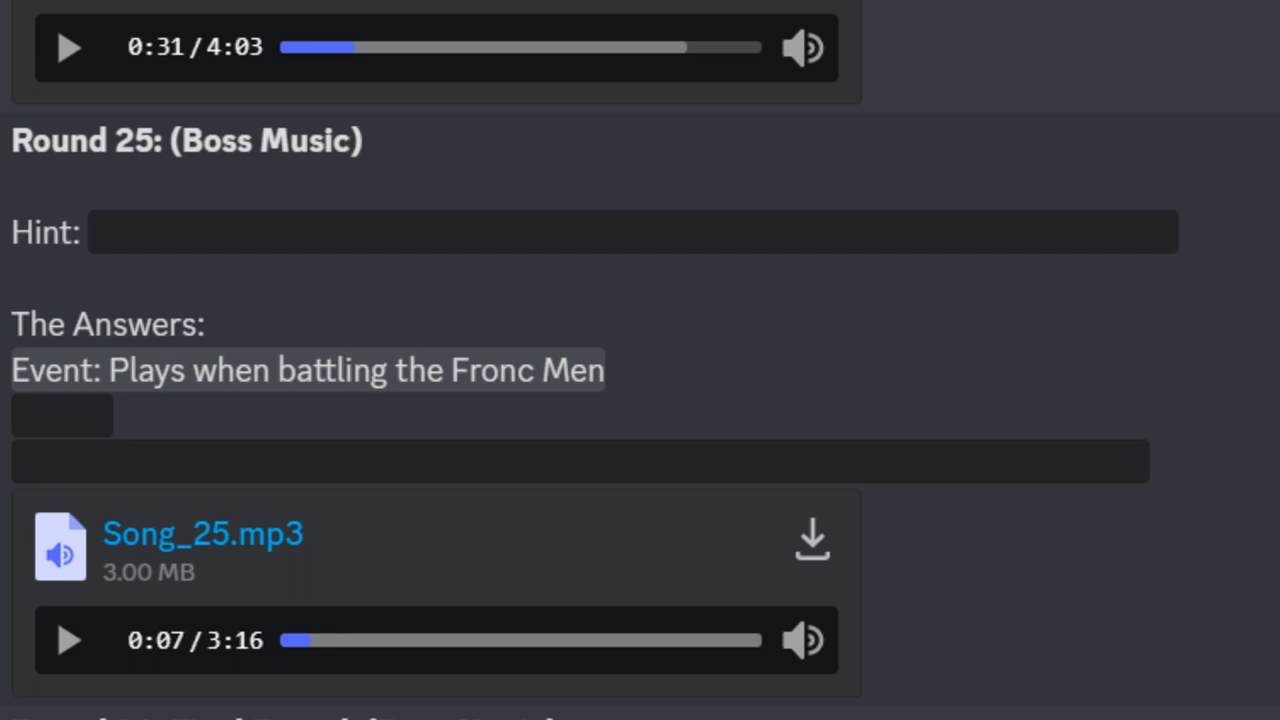 0:31/4:03
Round 25: (Boss Music)
Hint:
The Answers:
Event: Plays when battling the Fronc Men
Song_25.mp3
3.00 MB
0:07/3:16